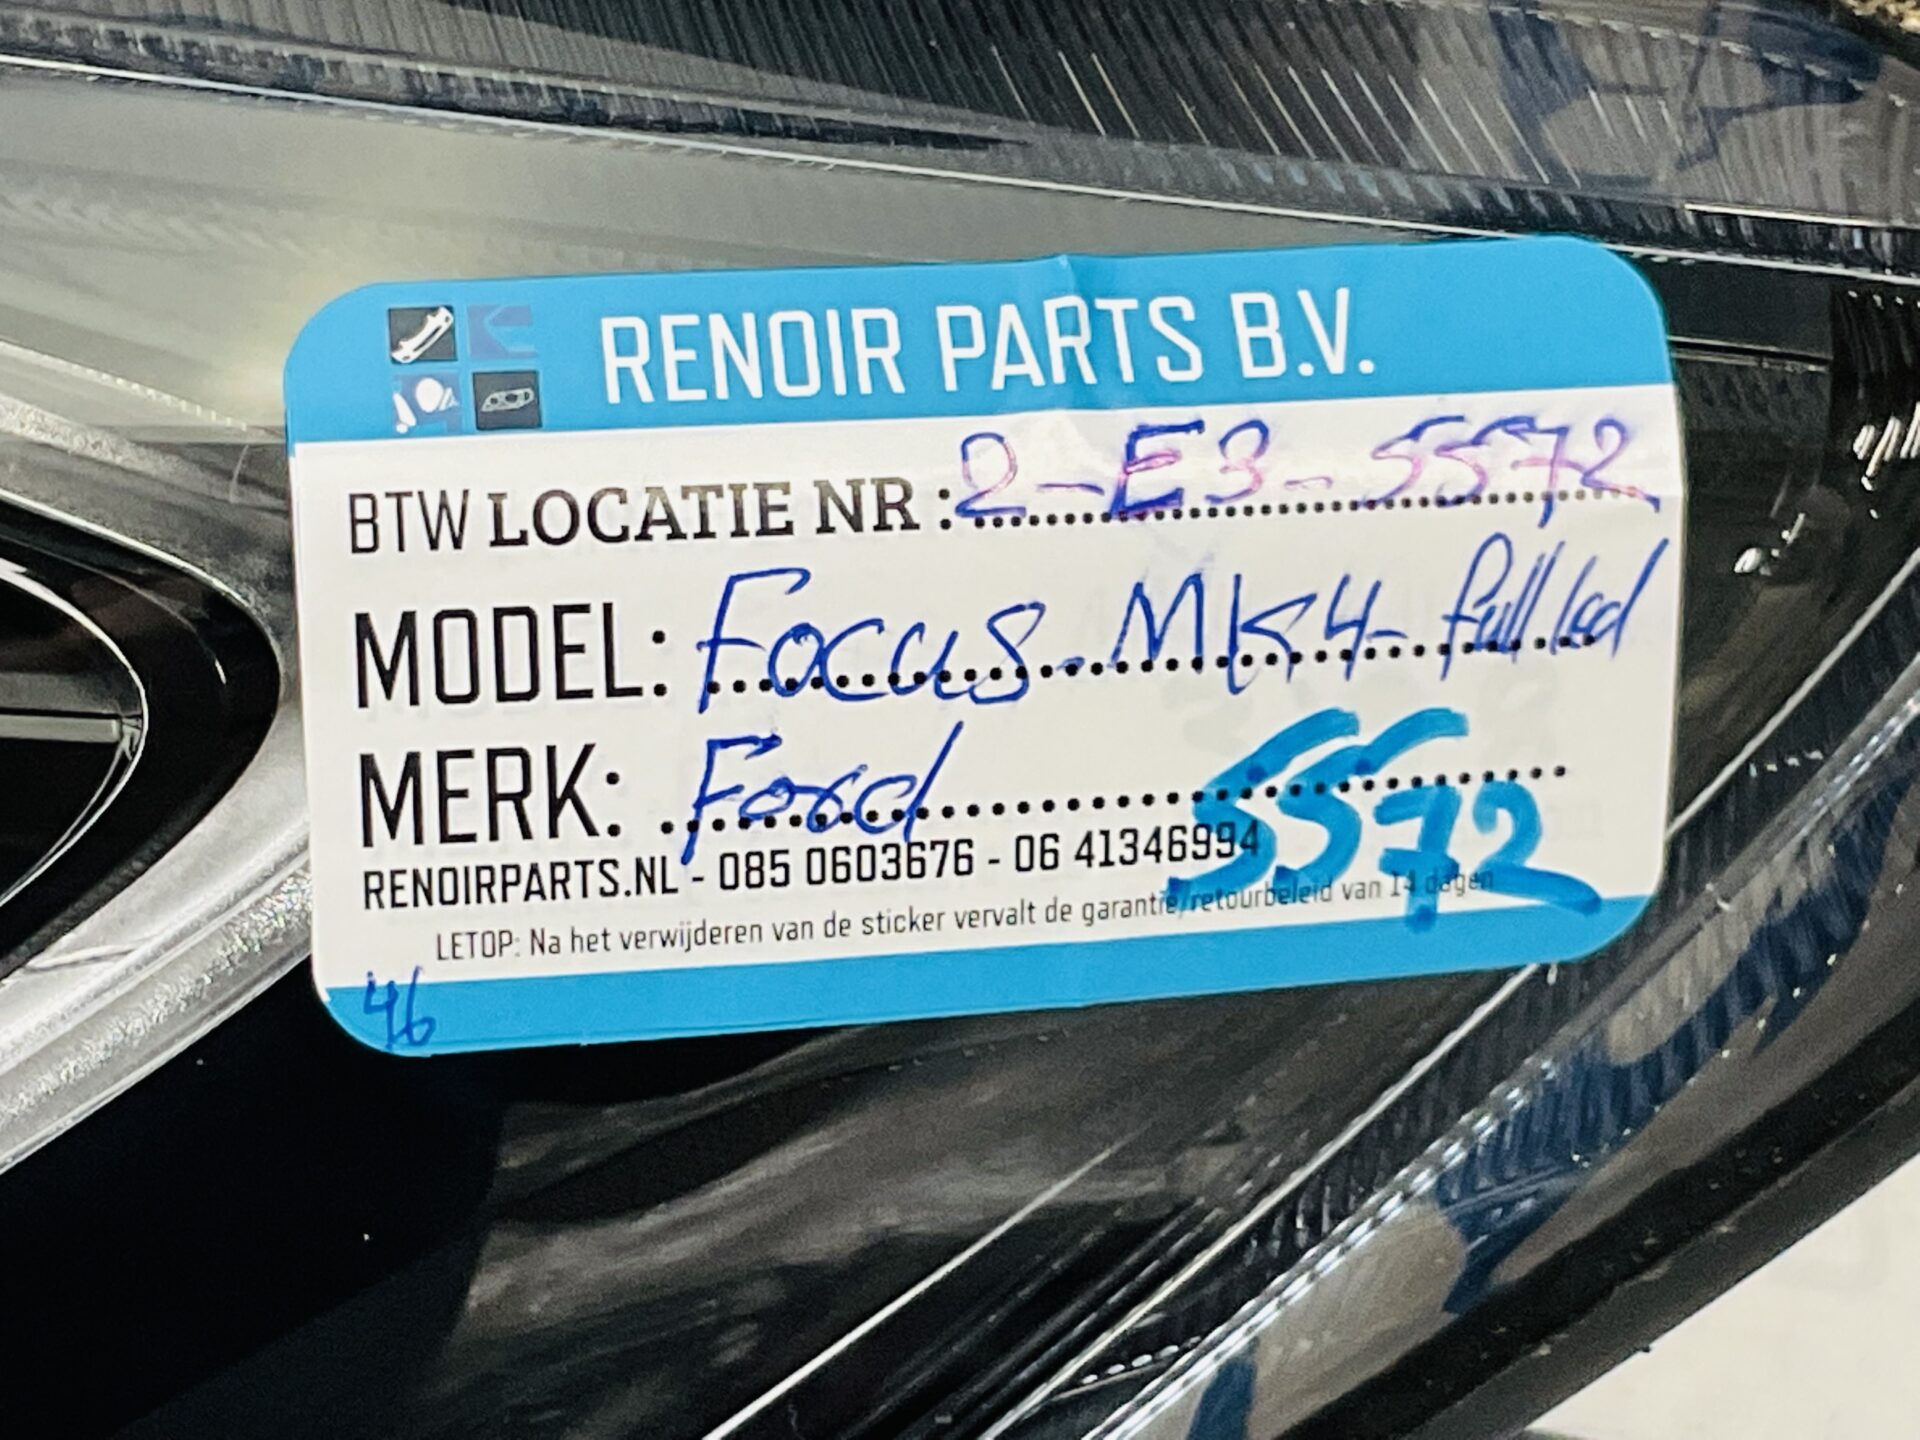 RENOIR PARTS B.V.
BTW LOCATIE NR : 2-E3-5572
MODEL: Focus-MK4-full led
MERK: Ford
5572
RENOIRPARTS.NL - 085 0603676 - 06 41346994
LETOP: Na het verwijderen van de sticker vervalt de garantie/retourbeleid van 14 dagen
46